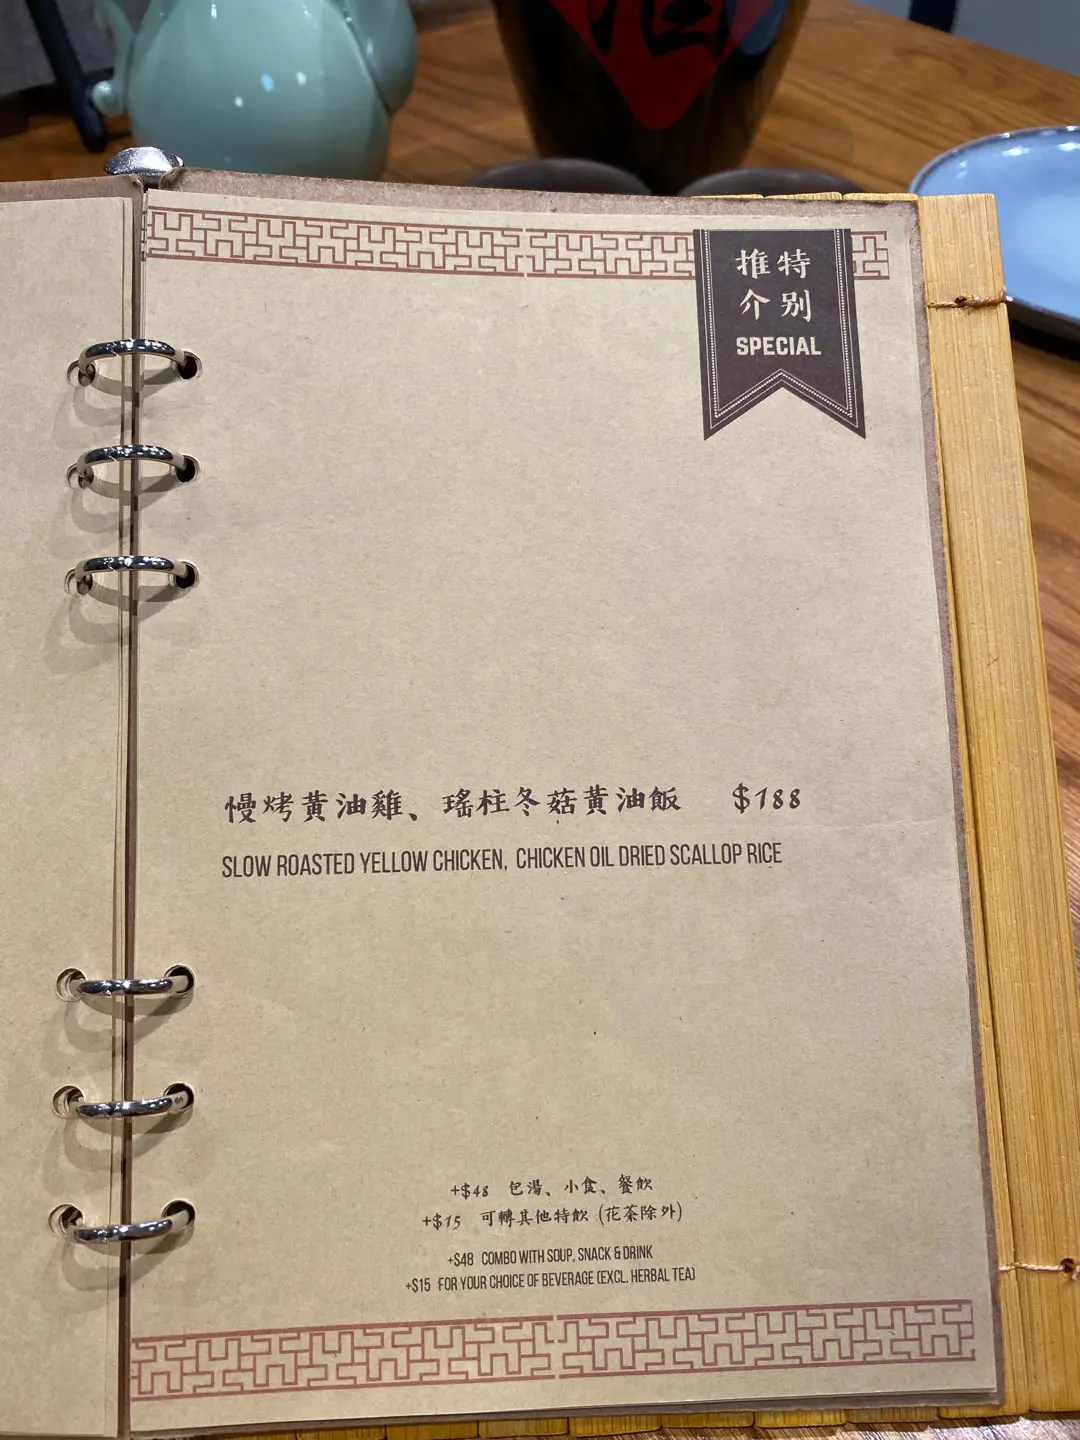 酒
特別
推介
SPECIAL
慢烤黃油雞、瑤柱冬菇黃油飯 $188
SLOW ROASTED YELLOW CHICKEN, CHICKEN OIL DRIED SCALLOP RICE
+$48 包湯、小食、餐飲
+$15 可轉其他特飲 (花茶除外)
+$48 COMBO WITH SOUP, SNACK & DRINK
+$15 FOR YOUR CHOICE OF BEVERAGE (EXCL. HERBAL TEA)